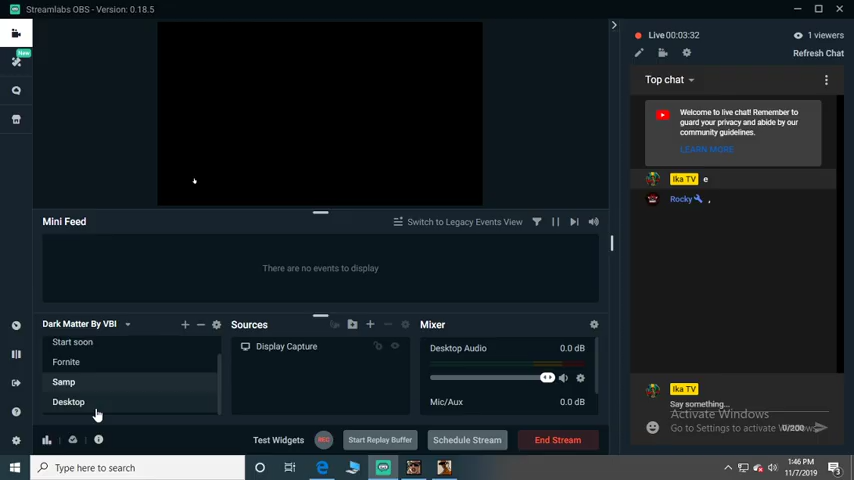 Streamlabs OBS - Version: 0.18.5
New
Live 00:03:32
1 viewers
Refresh Chat
Top chat
Welcome to live chat! Remember to
guard your privacy and abide by our
community guidelines.
LEARN MORE
Ika TV e
Rocky ,
Mini Feed
Switch to Legacy Events View
There are no events to display
Dark Matter By VBI
Start soon
Fornite
Samp
Desktop
Sources
Display Capture
Mixer
Desktop Audio 0.0 dB
Mic/Aux 0.0 dB
Ika TV
Say something...
0/200
Activate Windows
Go to Settings to activate Windows.
Test Widgets
REC
Start Replay Buffer
Schedule Stream
End Stream
Type here to search
1:46 PM
11/7/2019
3